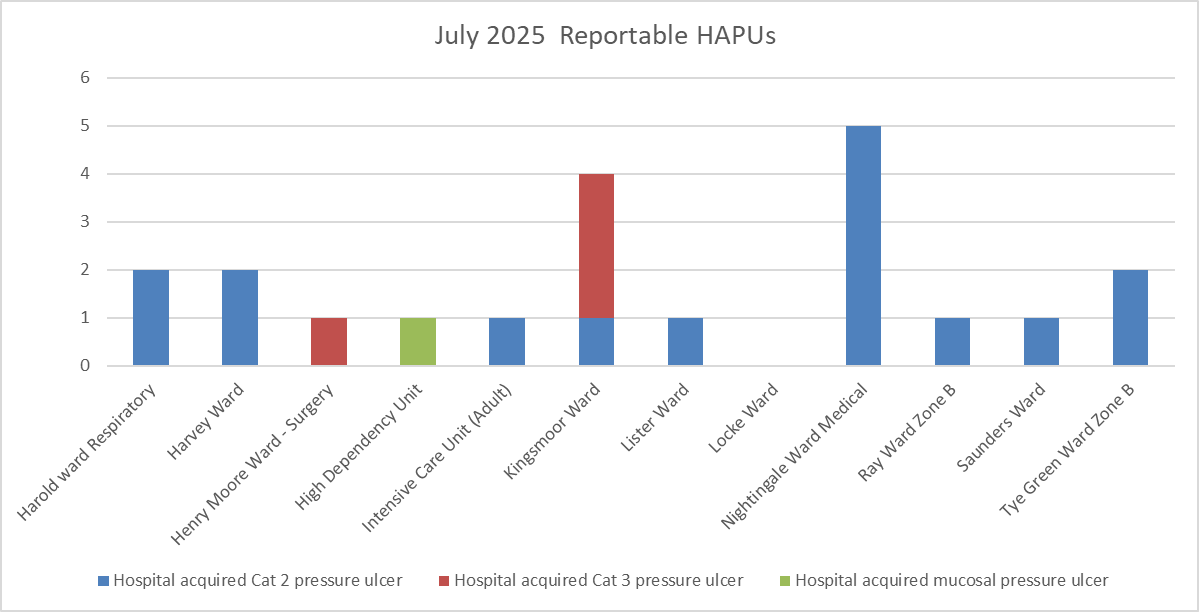 July 2025  Reportable HAPUs
6
5
4
3
2
1
0
Harold ward Respiratory
Harvey Ward
Henry Moore Ward - Surgery
High Dependency Unit
Intensive Care Unit (Adult)
Kingsmoor Ward
Lister Ward
Locke Ward
Nightingale Ward Medical
Ray Ward Zone B
Saunders Ward
Tye Green Ward Zone B
Hospital acquired Cat 2 pressure ulcer
Hospital acquired Cat 3 pressure ulcer
Hospital acquired mucosal pressure ulcer